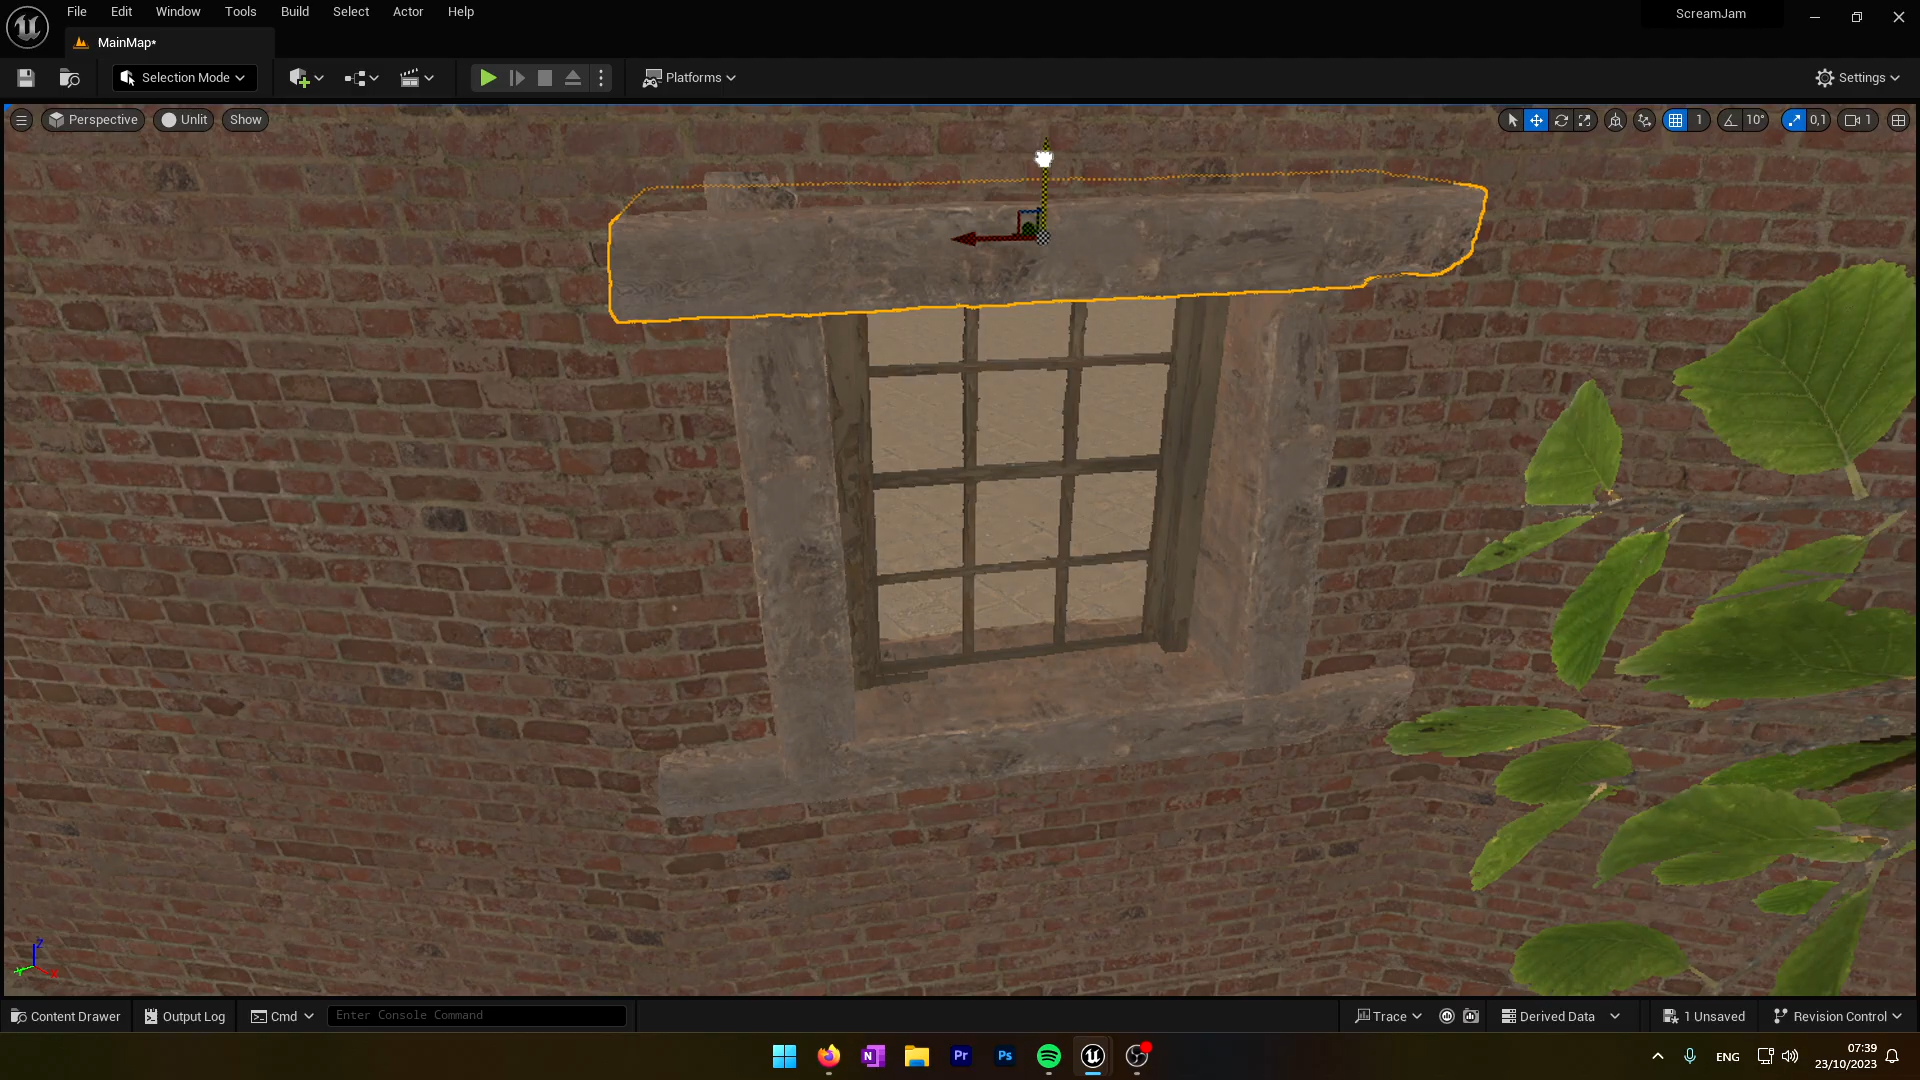 File Edit Window Tools Build Select Actor Help
ScreamJam
MainMap*
Selection Mode
Platforms
Settings
Perspective
Unlit
Show
1
10°
0,1
1
Z
Y
X
Content Drawer
Output Log
Cmd
Enter Console Command
Trace
Derived Data
1 Unsaved
Revision Control
N
Pr
Ps
ENG
07:39
23/10/2023